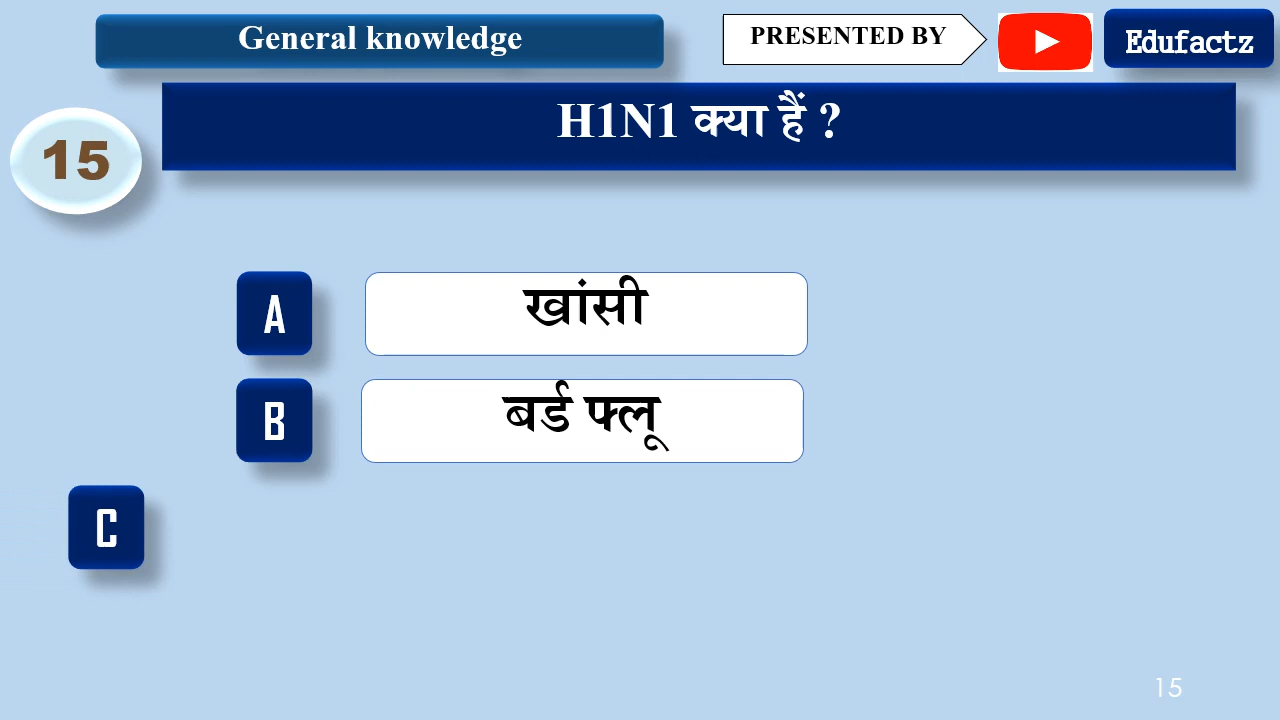 General knowledge
PRESENTED BY
Edufactz
15
H1N1 क्या हैं ?
A
खांसी
B
बर्ड फ्लू
C
15